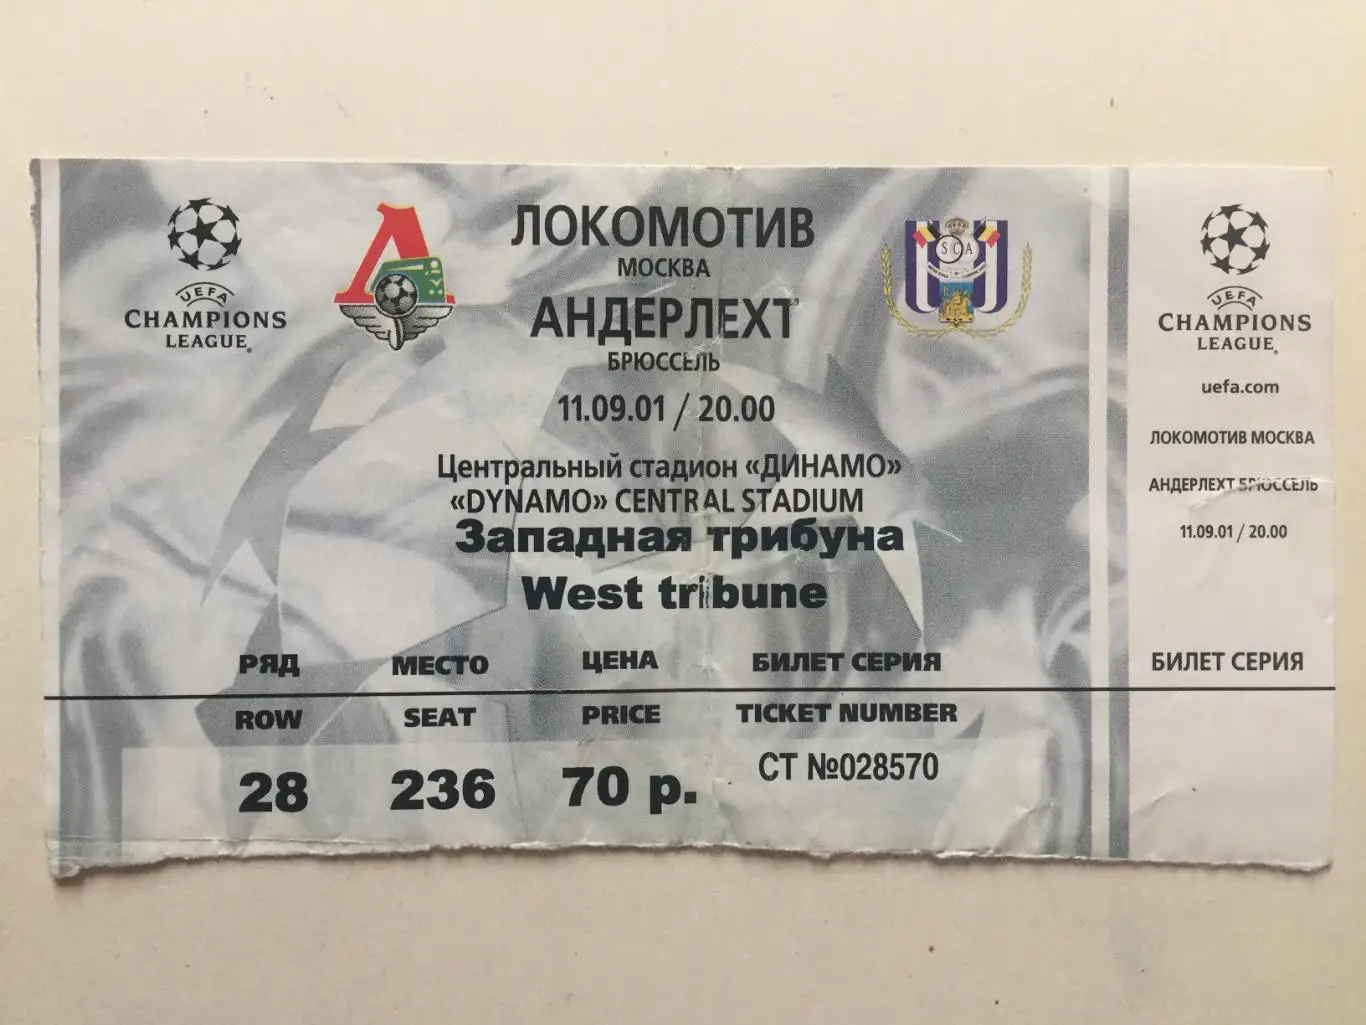 UEFA
CHAMPIONS
LEAGUE®
ЛОКОМОТИВ
МОСКВА
АНДЕРЛЕХТ
БРЮССЕЛЬ
11.09.01 / 20.00
SCA
Центральный стадион «ДИНАМО»
«DYNAMO» CENTRAL STADIUM
Западная трибуна
West tribune
РЯД МЕСТО ЦЕНА БИЛЕТ СЕРИЯ
ROW SEAT PRICE TICKET NUMBER
28 236 70 р. СТ №028570
UEFA
CHAMPIONS
LEAGUE®
uefa.com
ЛОКОМОТИВ МОСКВА
АНДЕРЛЕХТ БРЮССЕЛЬ
11.09.01 / 20.00
БИЛЕТ СЕРИЯ